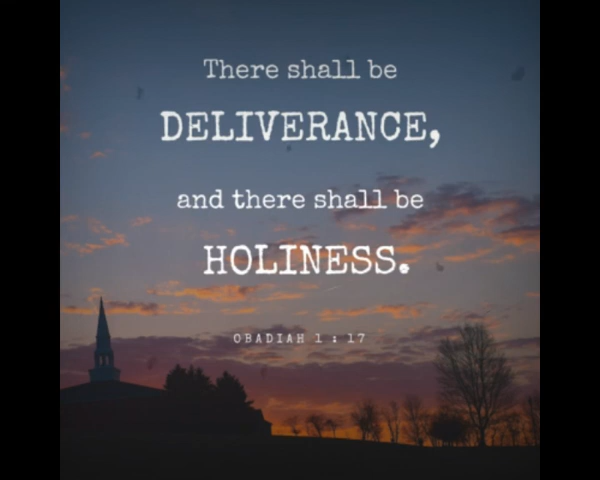 There shall be
DELIVERANCE,
and there shall be
HOLINESS.
OBADIAH 1 : 17